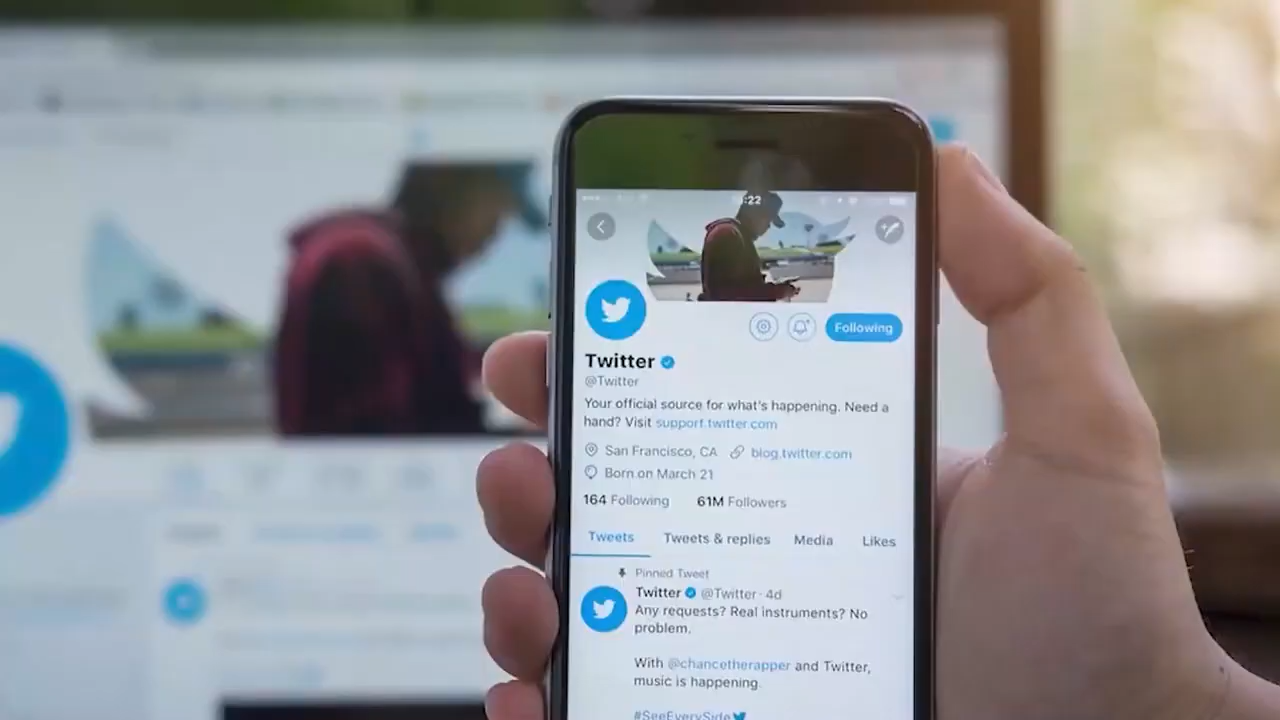 :22
Following
Twitter
@Twitter
Your official source for what's happening. Need a
hand? Visit support.twitter.com
San Francisco, CA blog.twitter.com
Born on March 21
164 Following 61M Followers
Tweets Tweets & replies Media Likes
Pinned Tweet
Twitter @Twitter · 4d
Any requests? Real instruments? No
problem.
With @chancetherapper and Twitter,
music is happening.
#SeeEverySide